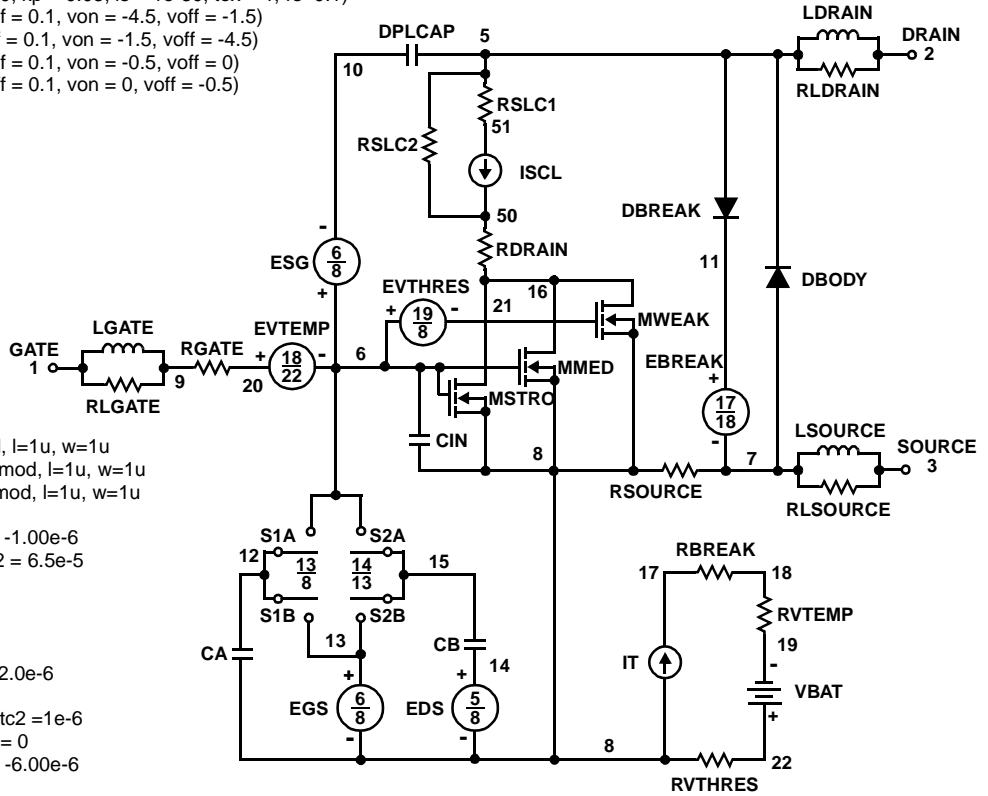 f = 0.1, von = -4.5, voff = -1.5)
f = 0.1, von = -1.5, voff = -4.5)
f = 0.1, von = -0.5, voff = 0)
ff = 0.1, von = 0, voff = -0.5)
DPLCAP
5
10
LDRAIN
DRAIN
2
RLDRAIN
RSLC1
51
RSLC2
ISCL
50
RDRAIN
DBREAK
11
DBODY
ESG
6
8
-
+
EVTHRES
+
19
8
-
21
16
MWEAK
LGATE
GATE
1
RLGATE
9
RGATE
20
EVTEMP
+
18
22
-
6
MMED
MSTRO
EBREAK
+
17
18
-
CIN
8
RSOURCE
7
LSOURCE
SOURCE
3
RLSOURCE
, l=1u, w=1u
mod, l=1u, w=1u
mod, l=1u, w=1u
-1.00e-6
2 = 6.5e-5
2.0e-6
tc2 =1e-6
= 0
-6.00e-6
S1A
S2A
12
13
8
14
13
15
S1B
S2B
13
CA
CB
14
+
EGS
6
8
-
+
EDS
5
8
-
8
RBREAK
17
18
RVTEMP
19
IT
-
VBAT
+
22
RVTHRES